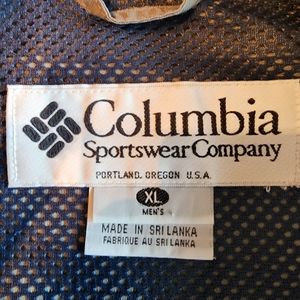 Columbia
Sportswear Company
PORTLAND, OREGON U.S.A.
XL
MEN'S
MADE IN SRI LANKA
FABRIQUE AU SRI LANKA